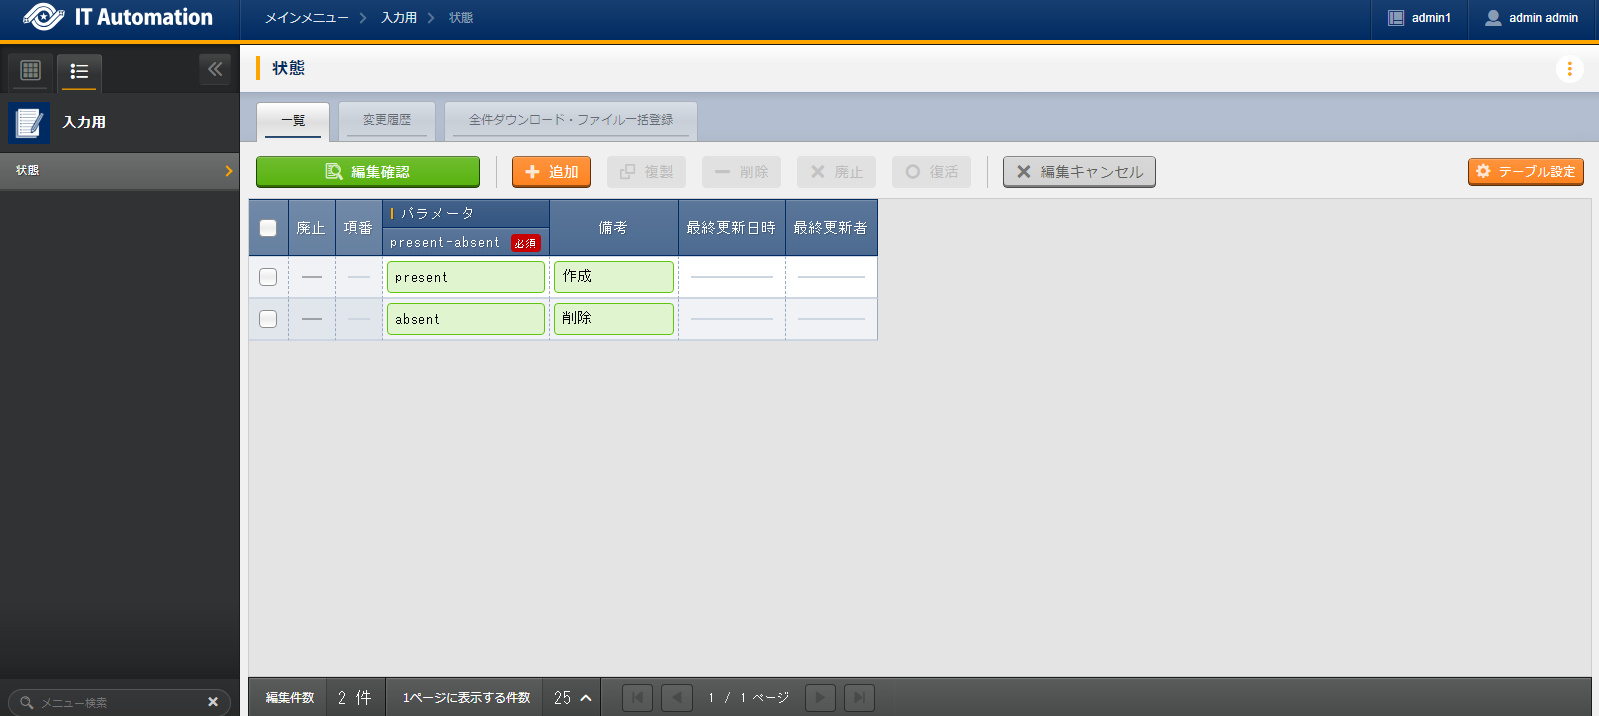 IT Automation
メインメニュー 入力用 状態
admin1 admin admin
入力用
状態
メニュー検索
状態
一覧 変更履歴 全件ダウンロード・ファイル一括登録
編集確認 追加 複製 削除 廃止 復活 編集キャンセル テーブル設定
廃止 項番 パラメータ 備考 最終更新日時 最終更新者
present-absent 必須
present 作成
absent 削除
編集件数 2 件 1ページに表示する件数 25 1 / 1 ページ